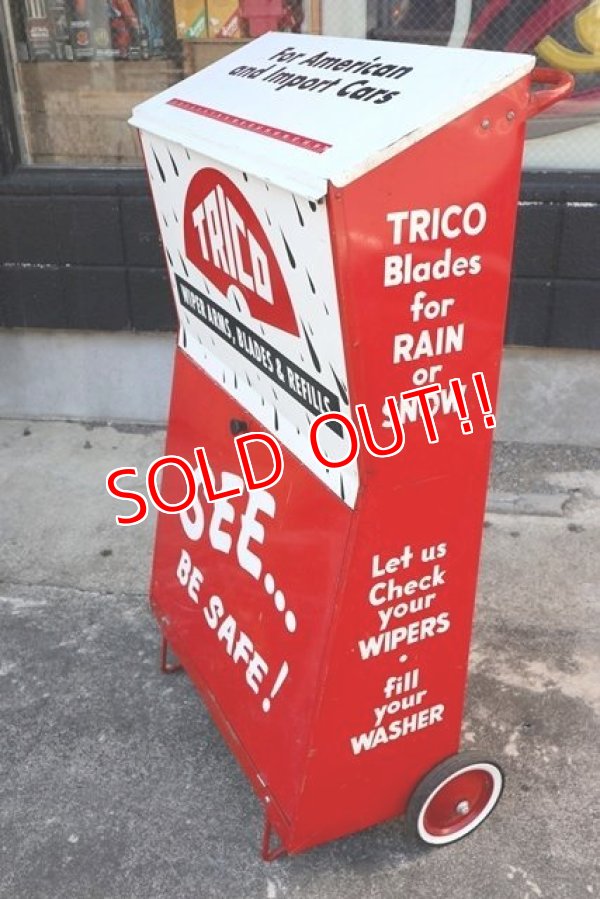 For American
and Import Cars
TRICO
WIPER ARMS, BLADES & REFILLS
SEE...
BE SAFE!
TRICO
Blades
for
RAIN
or
SNOW
Let us
Check
your
WIPERS
•
fill
your
WASHER
SOLD OUT!!